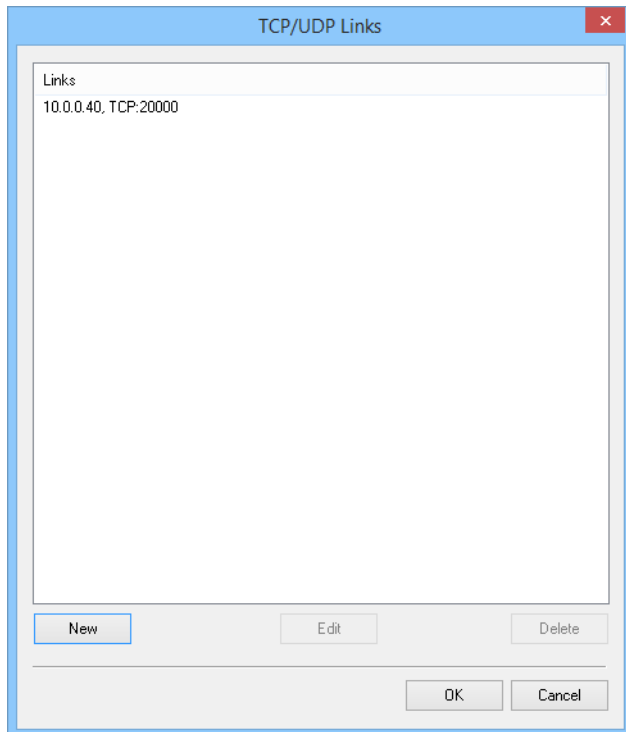 TCP/UDP Links
Links
10.0.0.40, TCP:20000
New Edit Delete
OK Cancel